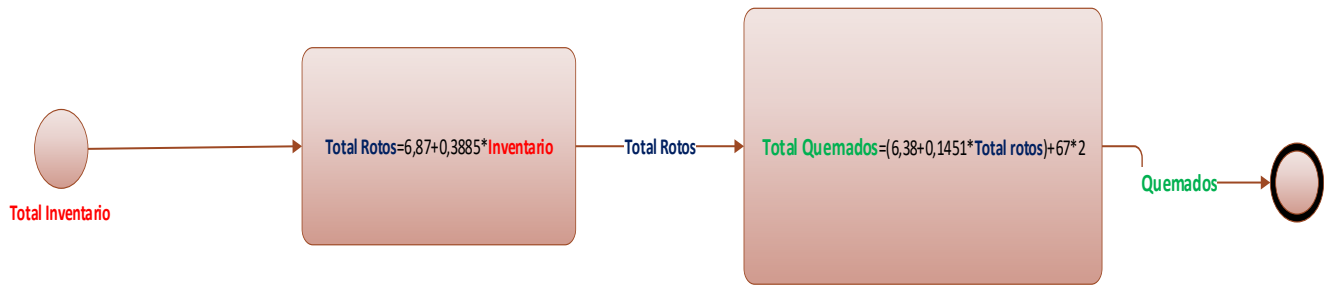 Total Inventario
Total Rotos=6,87+0,3885*Inventario
Total Rotos
Total Quemados=(6,38+0,1451*Total rotos)+67*2
Quemados